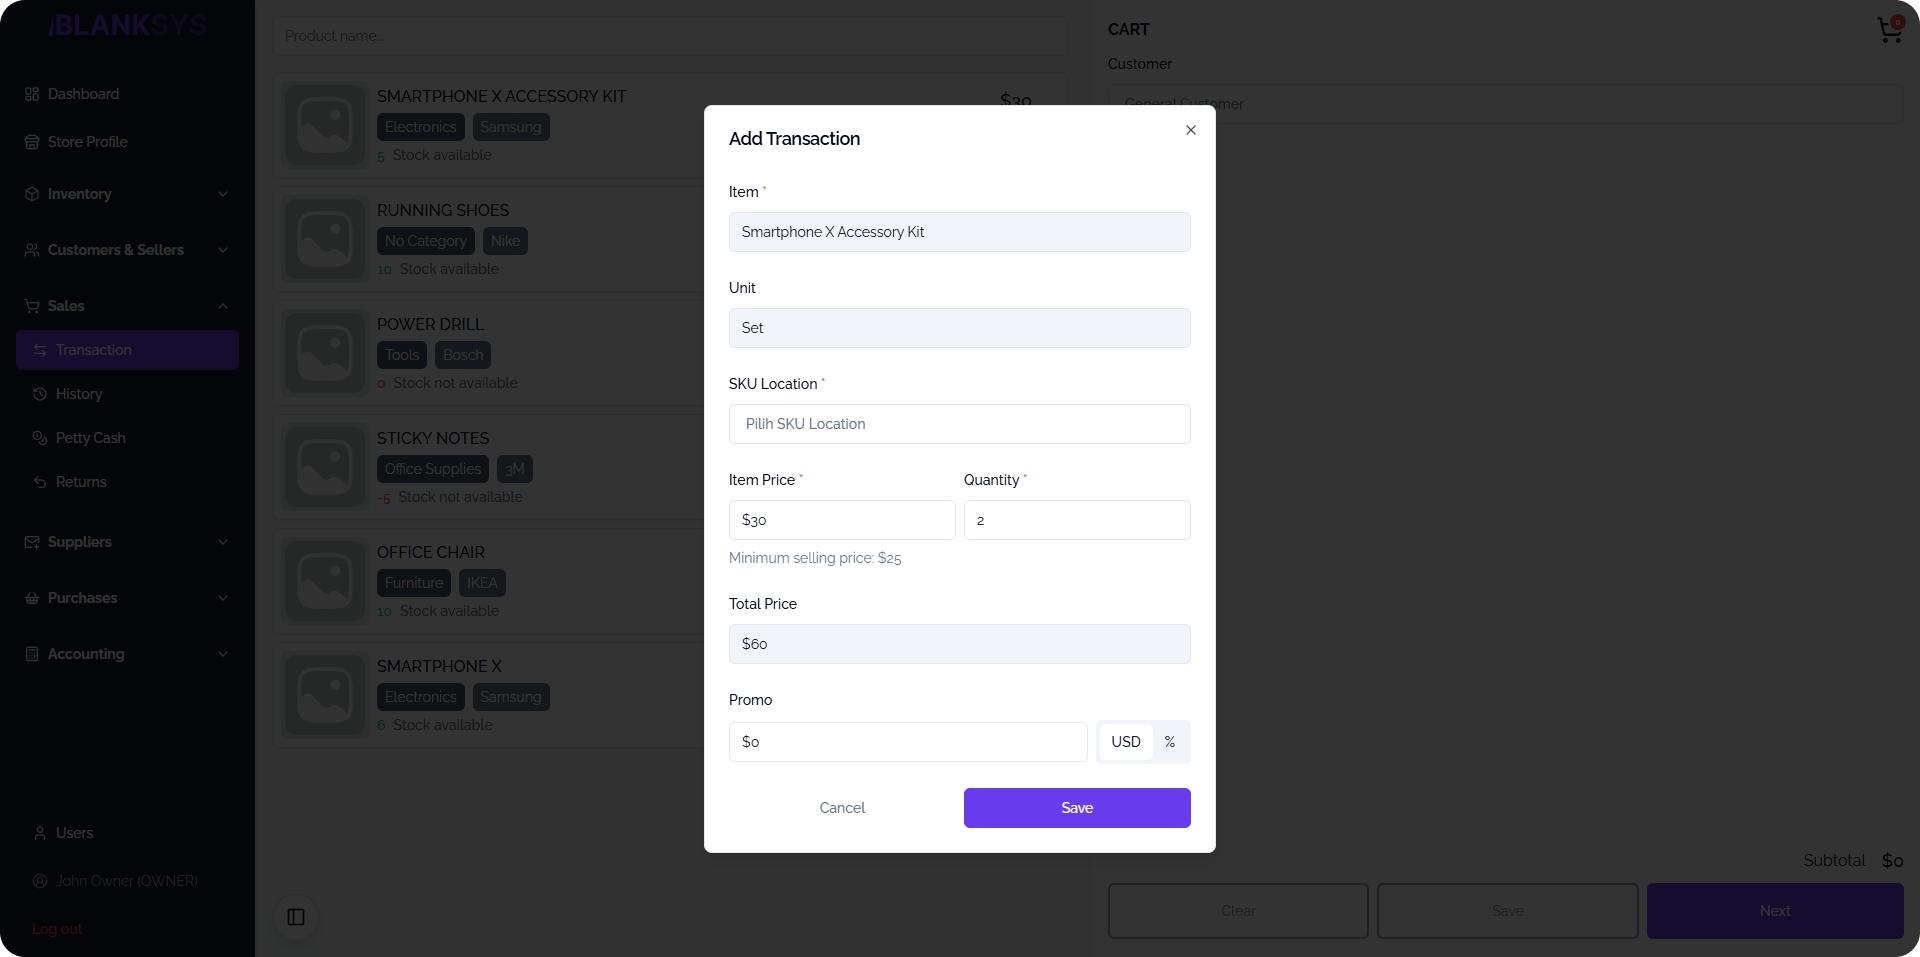 /BLANKSYS
Dashboard
Store Profile
Inventory
Customers & Sellers
Sales
Transaction
History
Petty Cash
Returns
Suppliers
Purchases
Accounting
Users
John Owner (OWNER)
Log out
Product name...
SMARTPHONE X ACCESSORY KIT
$30
Electronics Samsung
5 Stock available
RUNNING SHOES
No Category Nike
10 Stock available
POWER DRILL
Tools Bosch
0 Stock not available
STICKY NOTES
Office Supplies 3M
-5 Stock not available
OFFICE CHAIR
Furniture IKEA
10 Stock available
SMARTPHONE X
Electronics Samsung
6 Stock available
Add Transaction
Item *
Smartphone X Accessory Kit
Unit
Set
SKU Location *
Pilih SKU Location
Item Price * Quantity *
$30 2
Minimum selling price: $25
Total Price
$60
Promo
$0 USD %
Cancel Save
CART
0
Customer
General Customer
Subtotal $0
Clear Save Next